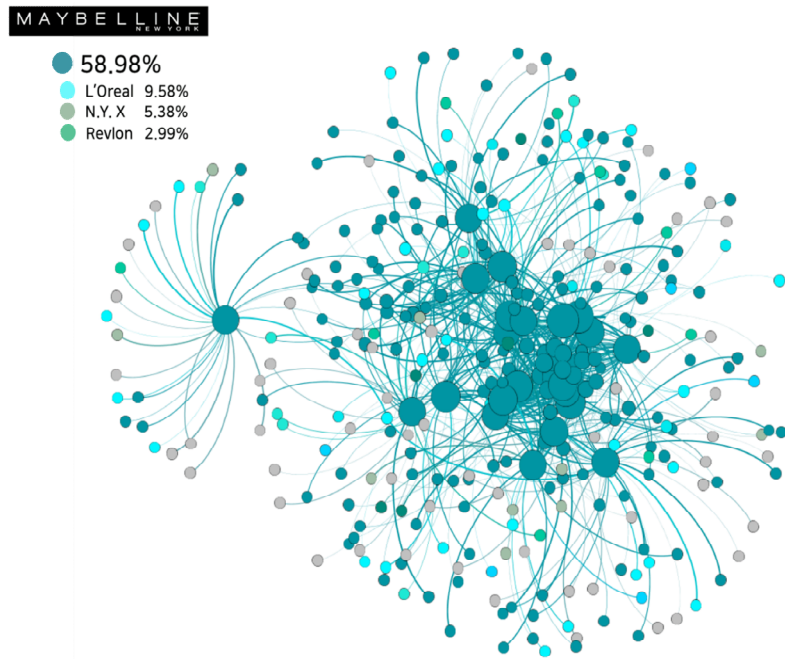 MAYBELLINE
NEW YORK
58.98%
L'Oreal 9.58%
N.Y. X 5.38%
Revlon 2.99%